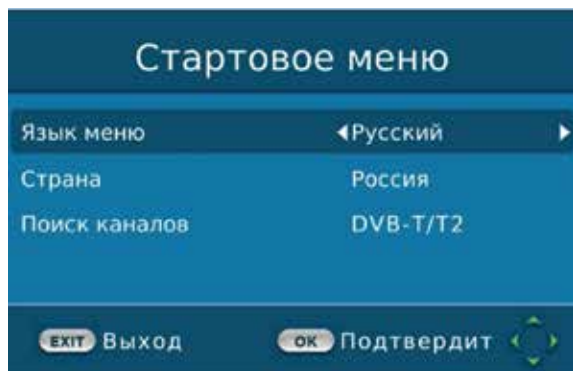 Стартовое меню
Язык меню Русский
Страна Россия
Поиск каналов DVB-T/T2
EXIT Выход OK Подтвердит